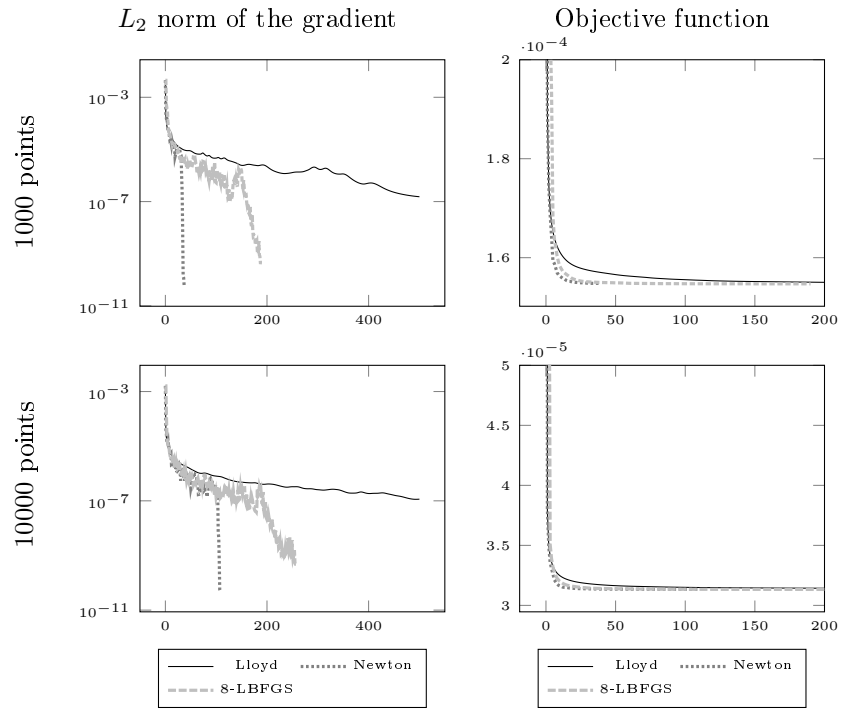 L₂ norm of the gradient
Objective function
1000 points
10⁻³
10⁻⁷
10⁻¹¹
0 200 400
·10⁻⁴
2
1.8
1.6
0 50 100 150 200
10000 points
10⁻³
10⁻⁷
10⁻¹¹
0 200 400
·10⁻⁵
5
4.5
4
3.5
3
0 50 100 150 200
Lloyd Newton
8-LBFGS
Lloyd Newton
8-LBFGS